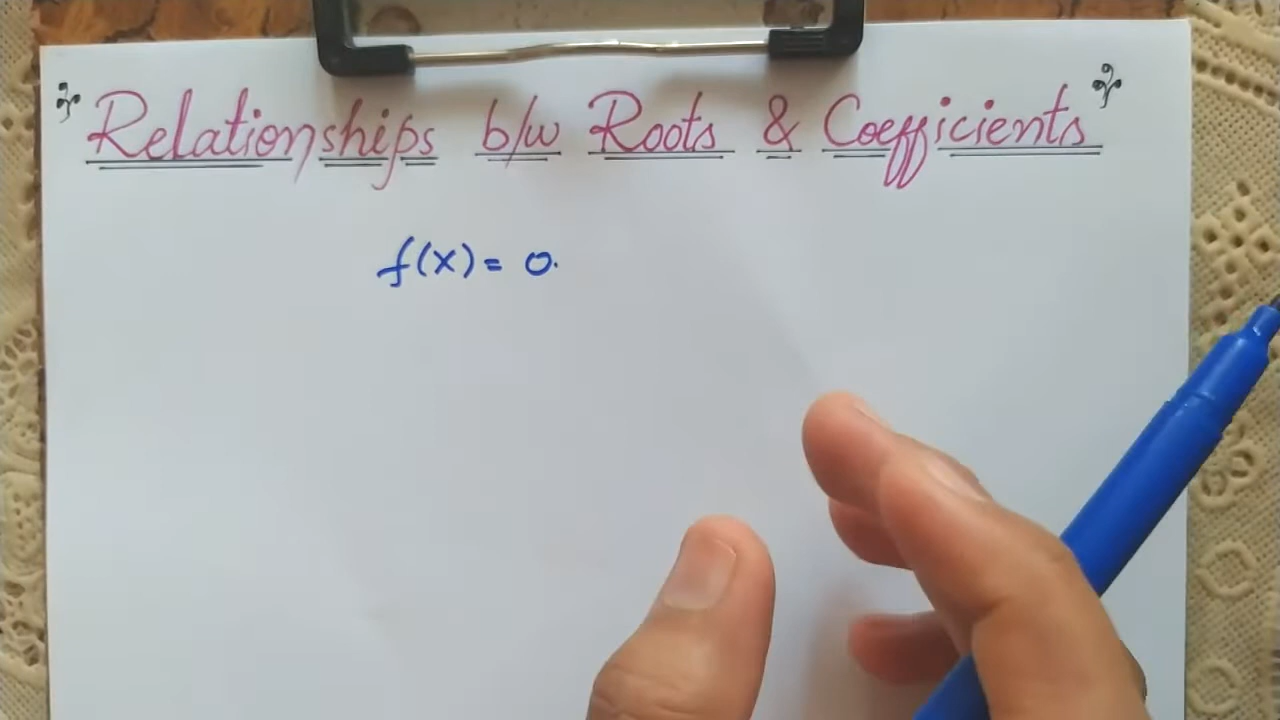 Relationships b/w Roots & Coefficients
f(x) = 0.